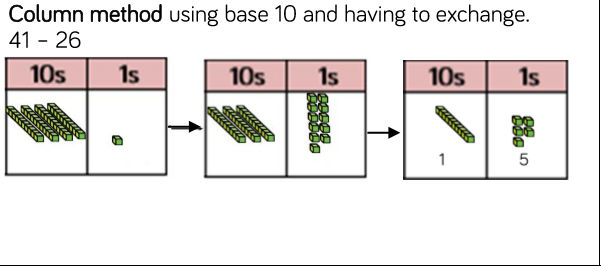 Column method using base 10 and having to exchange.
41 – 26
10s 1s
10s 1s
10s 1s
1 5